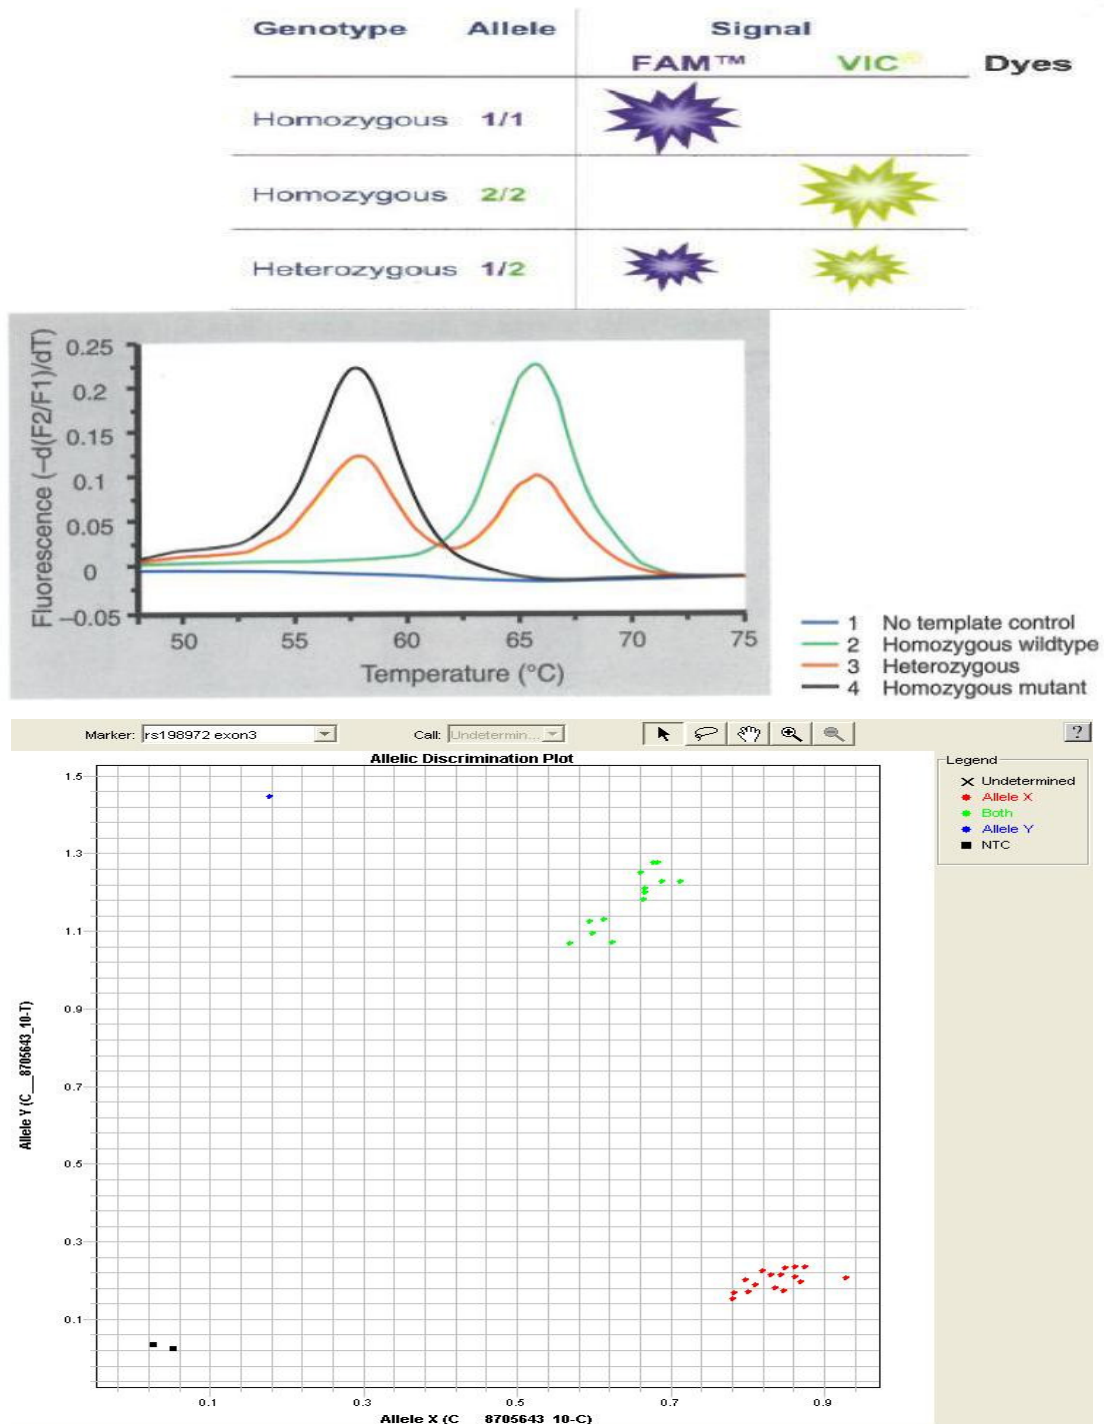 Genotype Allele Signal
FAM™ VIC® Dyes
Homozygous 1/1
Homozygous 2/2
Heterozygous 1/2
Fluorescence (–d(F2/F1)/dT)
0.25
0.2
0.15
0.1
0.05
0
–0.05
50 55 60 65 70 75
Temperature (°C)
1 No template control
2 Homozygous wildtype
3 Heterozygous
4 Homozygous mutant
Marker: rs198972 exon3 Call: Undetermin... ?
Allelic Discrimination Plot
Legend
Undetermined
Allele X
Both
Allele Y
NTC
Allele Y (C___8705643_10-T)
1.5
1.3
1.1
0.9
0.7
0.5
0.3
0.1
0.1 0.3 0.5 0.7 0.9
Allele X (C 8705643 10-C)